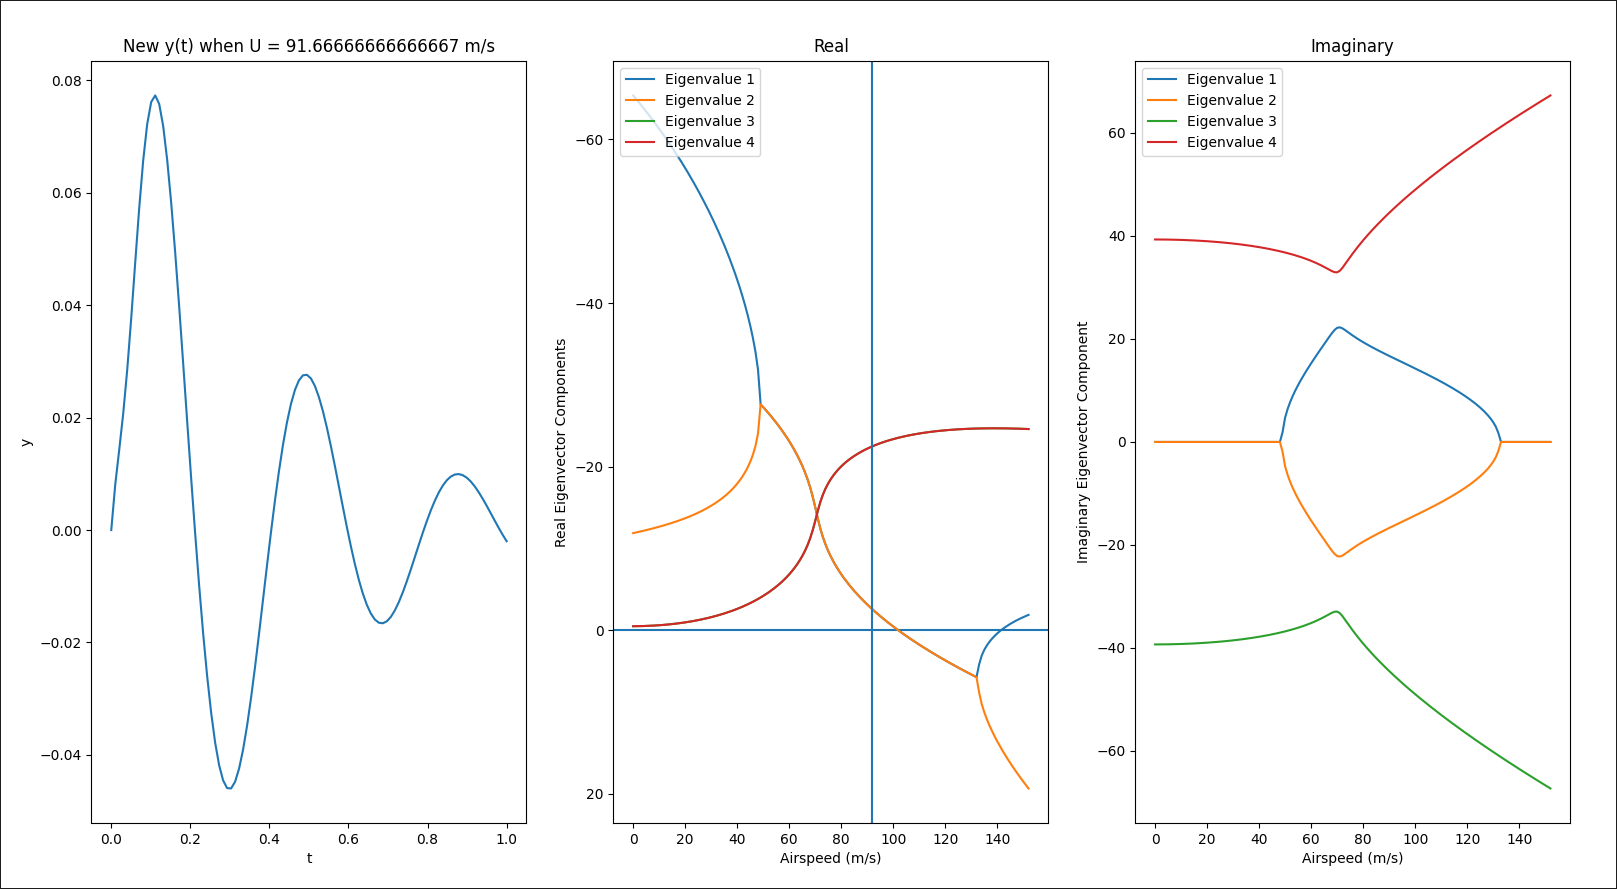 New y(t) when U = 91.66666666666667 m/s
0.08
0.06
0.04
0.02
0.00
−0.02
−0.04
y
0.0 0.2 0.4 0.6 0.8 1.0
t
Real
Eigenvalue 1
Eigenvalue 2
Eigenvalue 3
Eigenvalue 4
−60
−40
−20
0
20
Real Eigenvector Components
0 20 40 60 80 100 120 140
Airspeed (m/s)
Imaginary
Eigenvalue 1
Eigenvalue 2
Eigenvalue 3
Eigenvalue 4
60
40
20
0
−20
−40
−60
Imaginary Eigenvector Component
0 20 40 60 80 100 120 140
Airspeed (m/s)